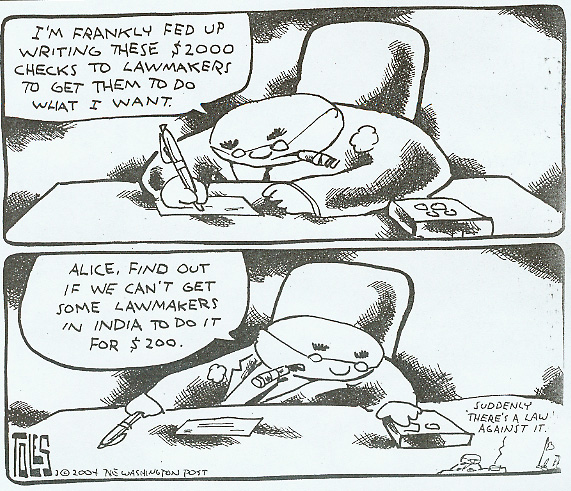 I'M FRANKLY FED UP
WRITING THESE $2000
CHECKS TO LAWMAKERS
TO GET THEM TO DO
WHAT I WANT.
ALICE, FIND OUT
IF WE CAN'T GET
SOME LAWMAKERS
IN INDIA TO DO IT
FOR $200.
SUDDENLY
THERE'S A LAW
AGAINST IT.
TOLES
©2004 THE WASHINGTON POST